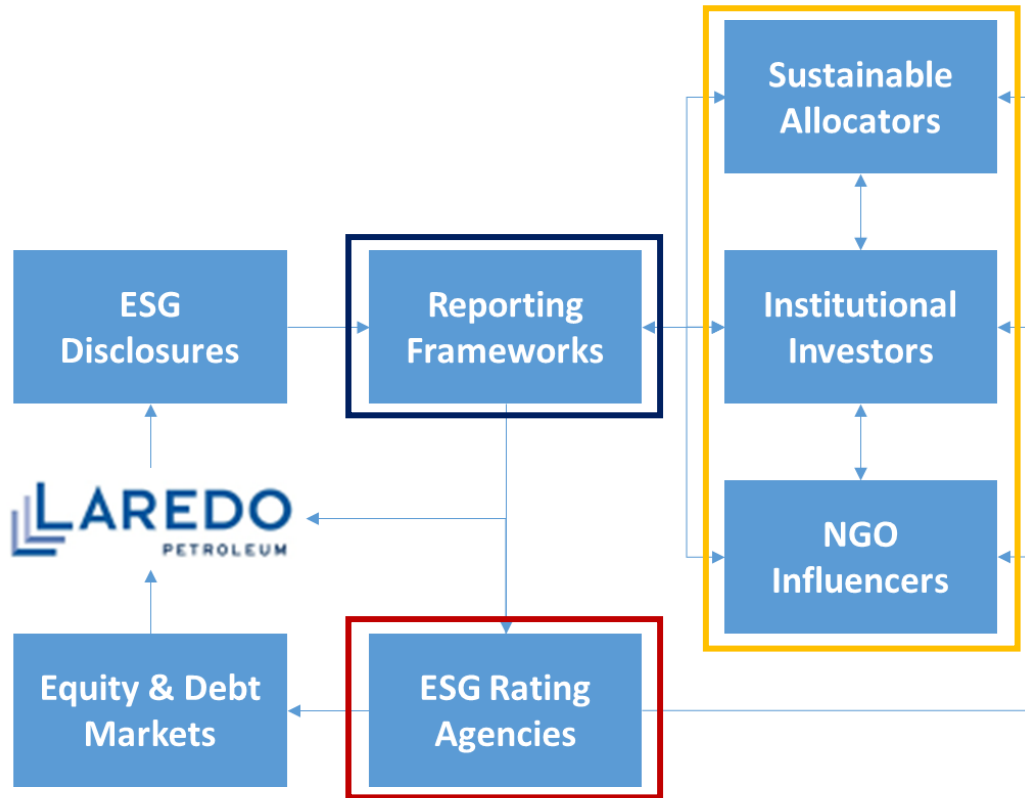 Sustainable
Allocators
ESG
Disclosures
Reporting
Frameworks
Institutional
Investors
LAREDO
PETROLEUM
NGO
Influencers
Equity & Debt
Markets
ESG Rating
Agencies